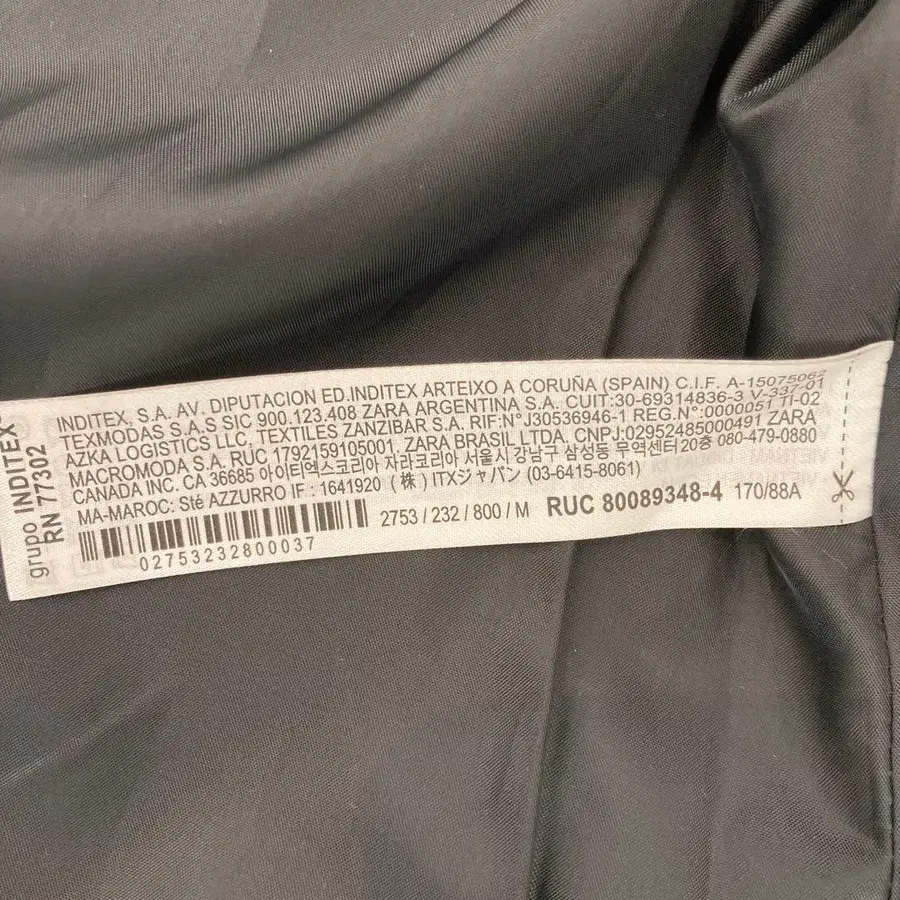 grupo INDITEX
RN 77302
INDITEX, S.A. AV. DIPUTACION ED.INDITEX ARTEIXO A CORUÑA (SPAIN) C.I.F. A-15075062
TEXMODAS S.A.S SIC 900.123.408 ZARA ARGENTINA S.A. CUIT:30-69314836-3 V-337/01
AZKA LOGISTICS LLC, TEXTILES ZANZIBAR S.A. RIF:N°J30536946-1 REG.N°:0000051 TI-02
MACROMODA S.A. RUC 1792159105001. ZARA BRASIL LTDA. CNPJ:02952485000491 ZARA
CANADA INC. CA 36685 아이티엑스코리아 자라코리아 서울시 강남구 삼성동 무역센터20층 080-479-0880
MA-MAROC: Sté AZZURRO IF : 1641920 (株) ITXジャパン (03-6415-8061)
2753 / 232 / 800 / M RUC 80089348-4 170/88A
02753232800037